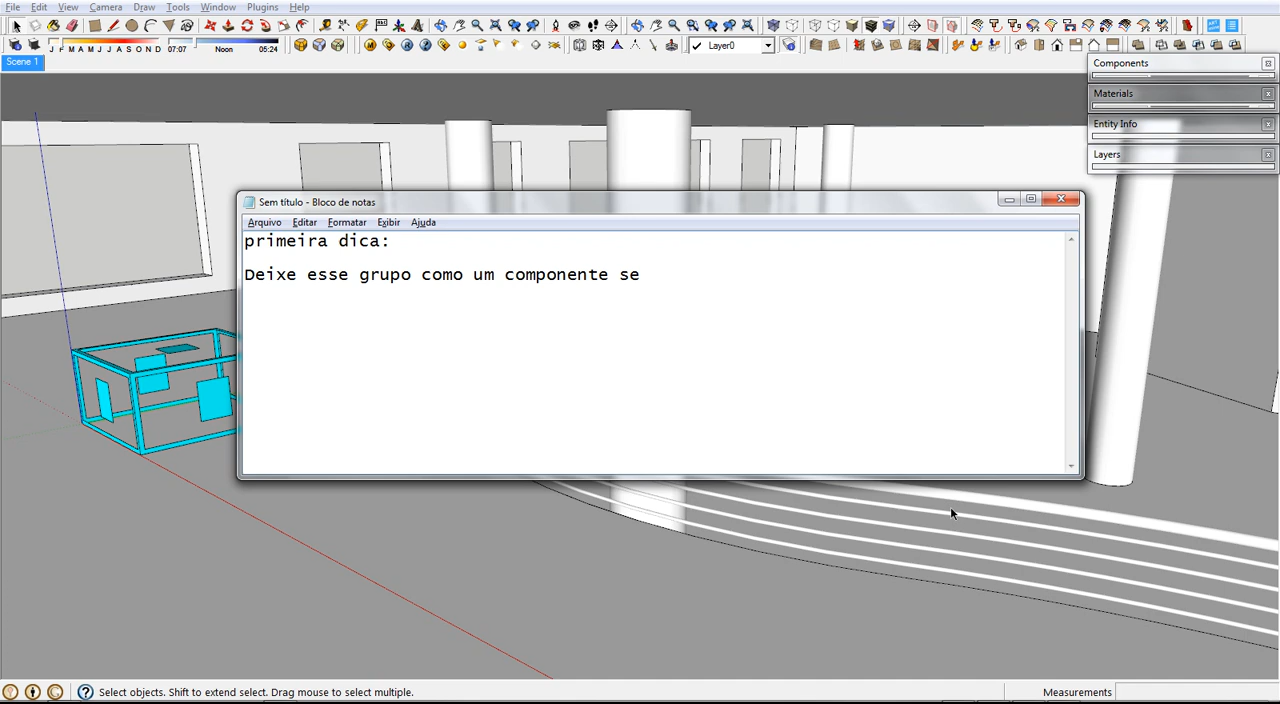 File Edit View Camera Draw Tools Window Plugins Help
J F M A M J J A S O N D 07:07 Noon 05:24
Layer0
Scene 1
Components
Materials
Entity Info
Layers
Sem título - Bloco de notas
Arquivo Editar Formatar Exibir Ajuda
primeira dica:
Deixe esse grupo como um componente se
Select objects. Shift to extend select. Drag mouse to select multiple.
Measurements